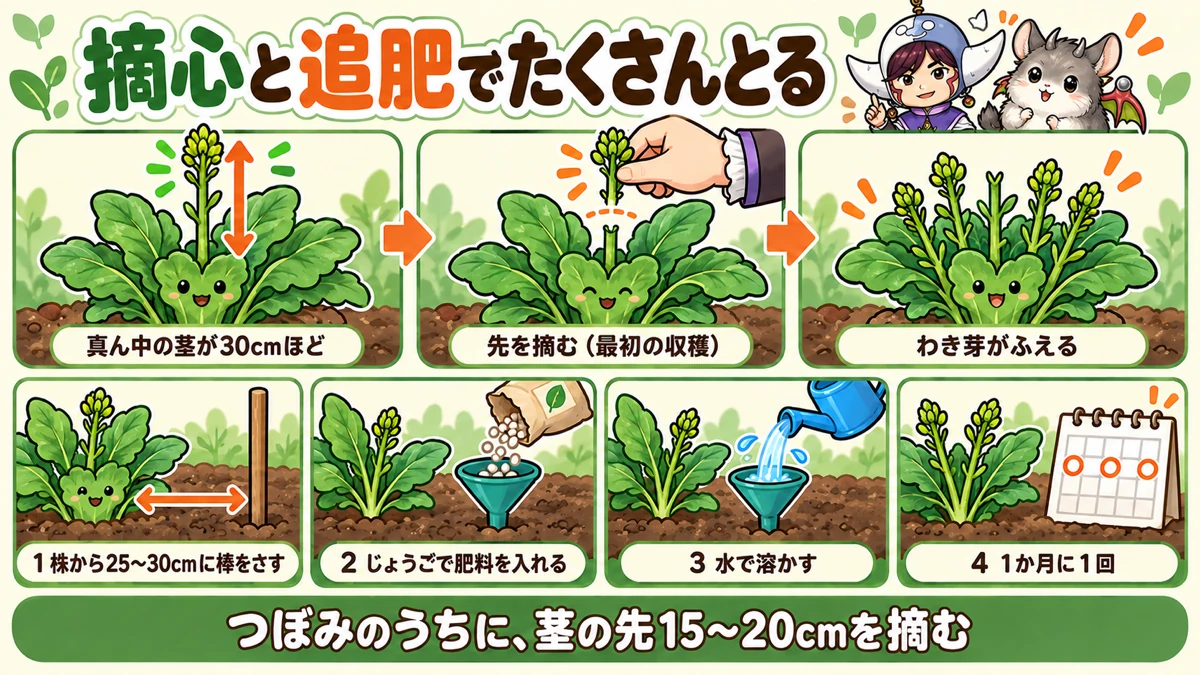 摘心と追肥でたくさんとる
真ん中の茎が30cmほど
先を摘む（最初の収穫）
わき芽がふえる
1 株から25～30cmに棒をさす
2 じょうごで肥料を入れる
3 水で溶かす
4 1か月に1回
つぼみのうちに、茎の先15～20cmを摘む